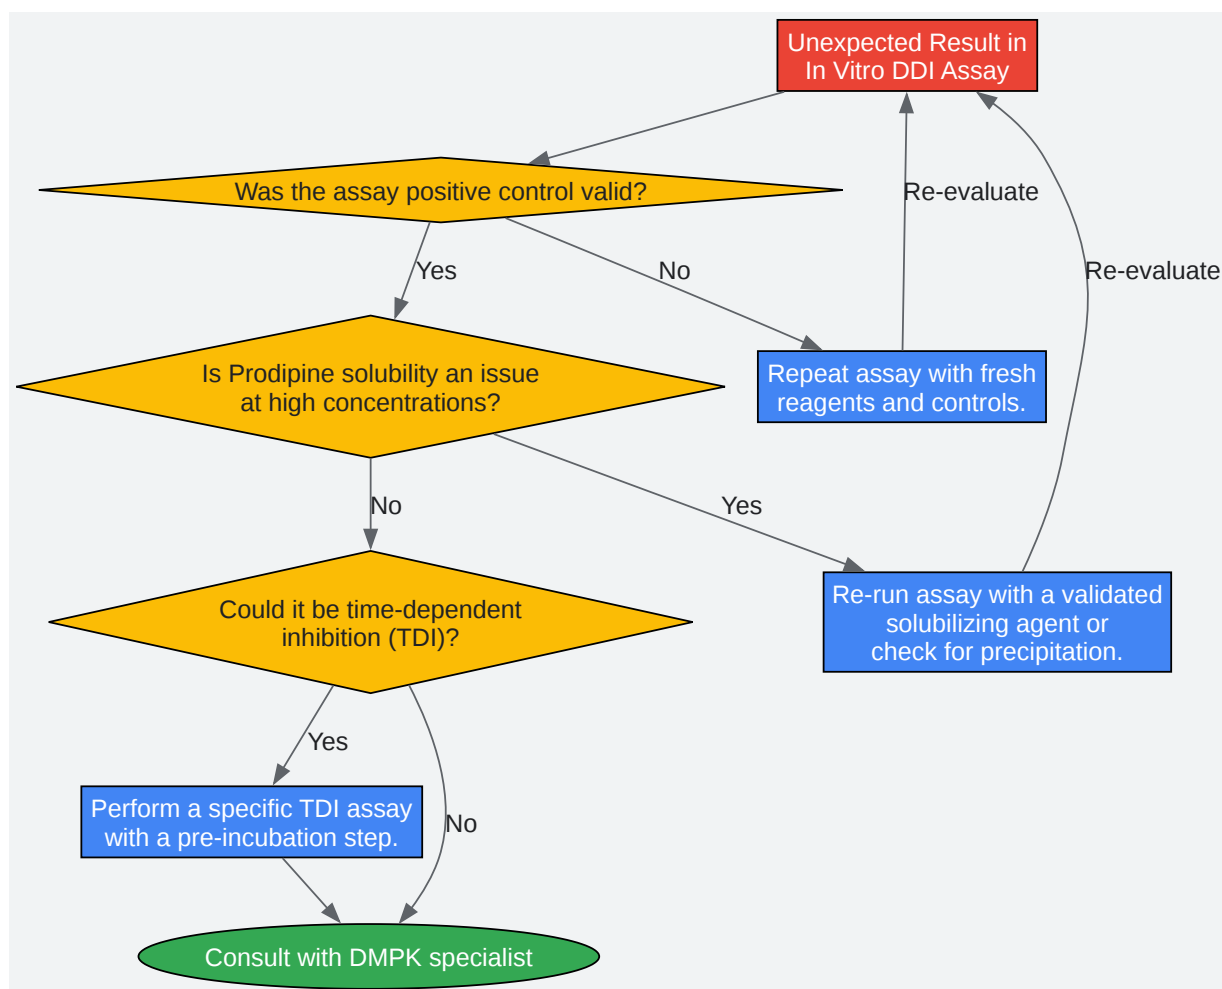 Unexpected Result in
In Vitro DDI Assay
Was the assay positive control valid?
Re-evaluate
Yes
No
Re-evaluate
Is Prodipine solubility an issue
at high concentrations?
Repeat assay with fresh
reagents and controls.
No
Yes
Could it be time-dependent
inhibition (TDI)?
Re-run assay with a validated
solubilizing agent or
check for precipitation.
Yes
No
Perform a specific TDI assay
with a pre-incubation step.
Consult with DMPK specialist